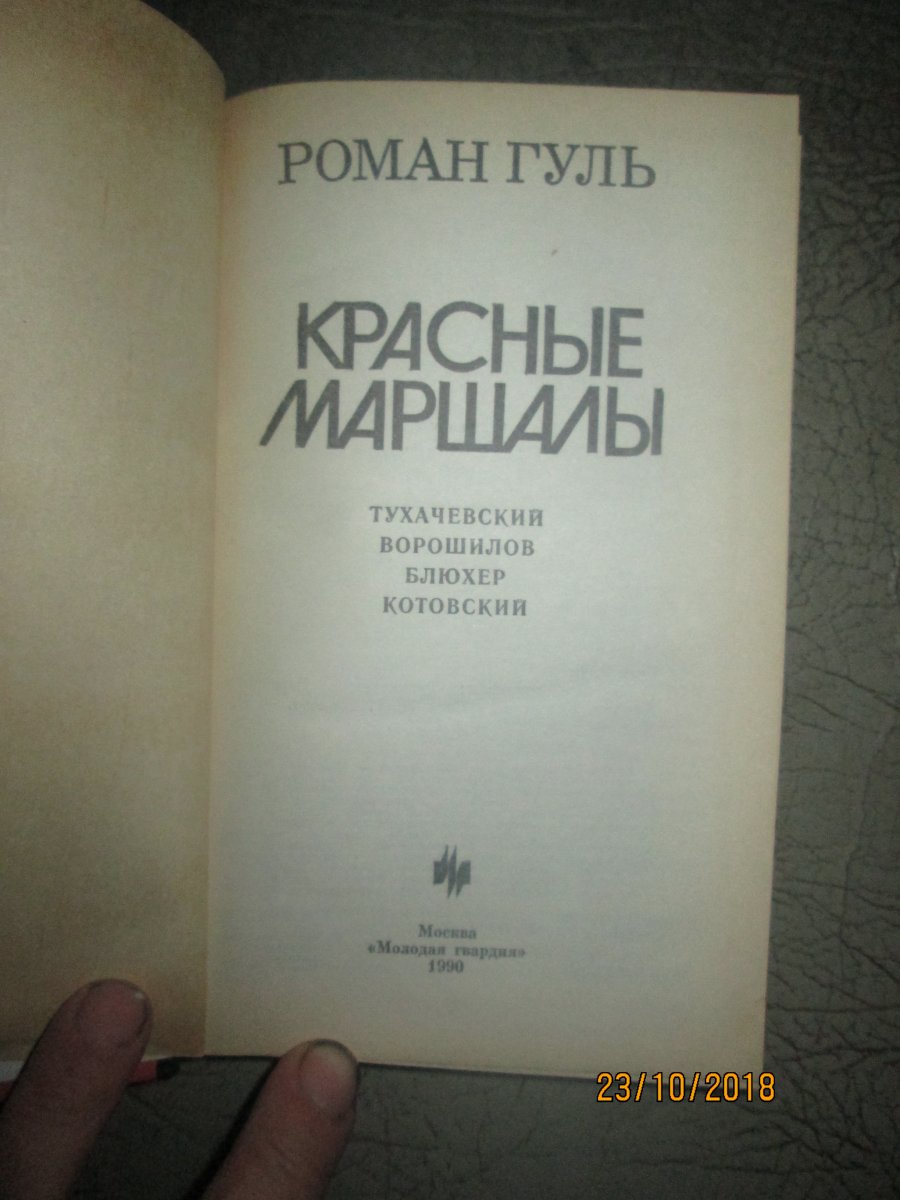 РОМАН ГУЛЬ
КРАСНЫЕ
МАРШАЛЫ
ТУХАЧЕВСКИЙ
ВОРОШИЛОВ
БЛЮХЕР
КОТОВСКИЙ
Москва
«Молодая гвардия»
1990
23/10/2018